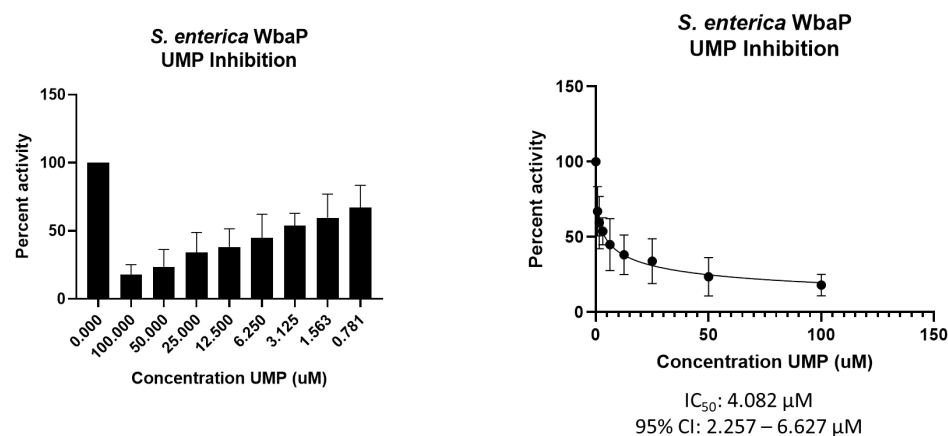 S. enterica WbaP
UMP Inhibition
150
100
50
0
Percent activity
0.000
100.000
50.000
25.000
12.500
6.250
3.125
1.563
0.781
Concentration UMP (uM)
S. enterica WbaP
UMP Inhibition
150
100
50
0
Percent activity
0
50
100
150
Concentration UMP (uM)
IC₅₀: 4.082 µM
95% CI: 2.257 – 6.627 µM